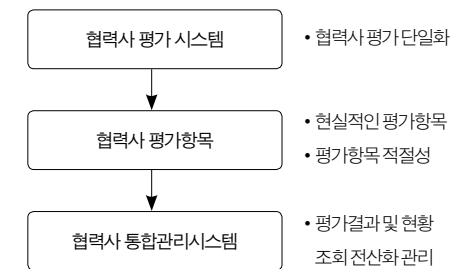 협력사 평가 시스템
• 협력사 평가 단일화
협력사 평가항목
• 현실적인 평가항목
• 평가항목 적절성
협력사 통합관리시스템
• 평가결과 및 현황
조회 전산화 관리